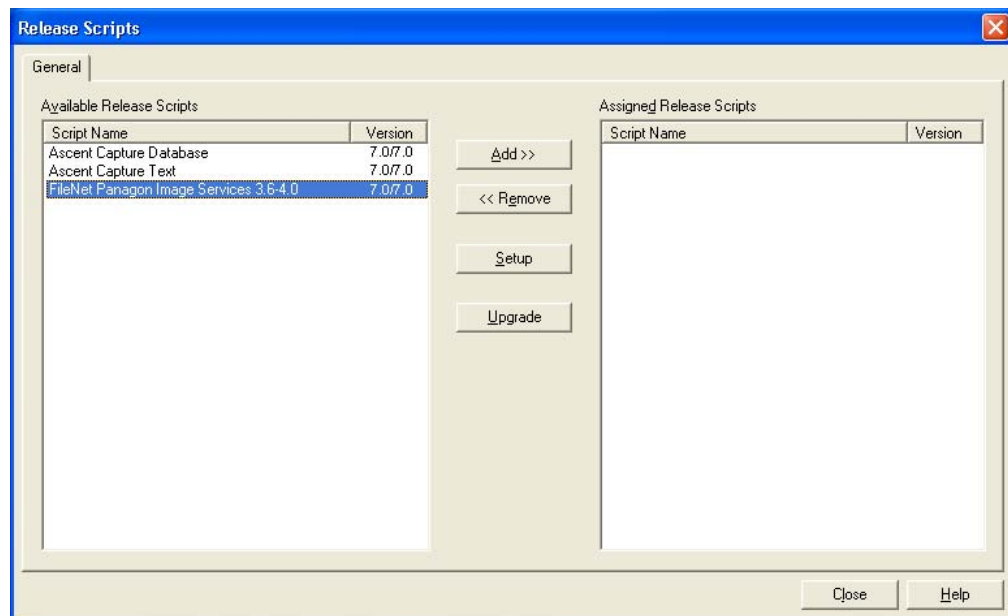 Release Scripts
General
Available Release Scripts
Script Name Version
Ascent Capture Database 7.0/7.0
Ascent Capture Text 7.0/7.0
FileNet Panagon Image Services 3.6-4.0 7.0/7.0
Add >>
<< Remove
Setup
Upgrade
Assigned Release Scripts
Script Name Version
Close Help